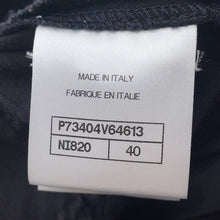 MADE IN ITALY
FABRIQUE EN ITALIE
P73404V64613
NI820 40